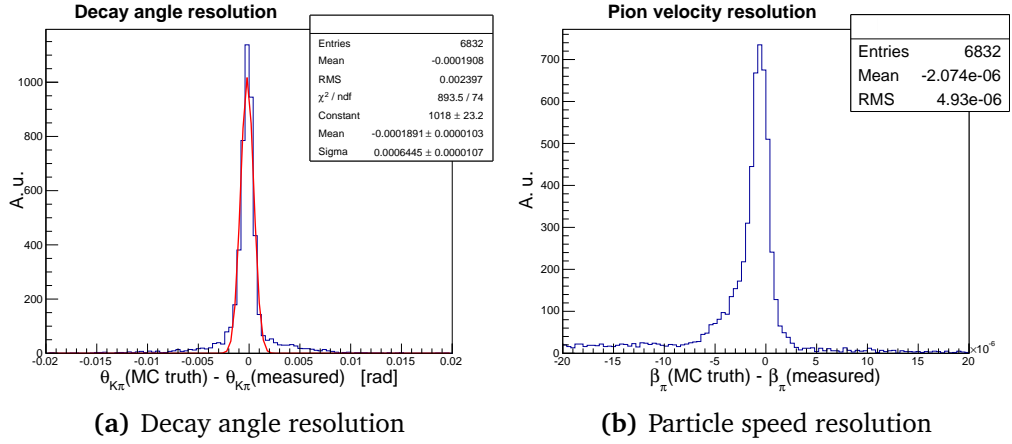 Decay angle resolution
Entries 6832
Mean -0.0001908
RMS 0.002397
χ² / ndf 893.5 / 74
Constant 1018 ± 23.2
Mean -0.0001891 ± 0.0000103
Sigma 0.0006445 ± 0.0000107
A. u.
1000
800
600
400
200
0
-0.02 -0.015 -0.01 -0.005 0 0.005 0.01 0.015 0.02
θKπ(MC truth) - θKπ(measured) [rad]
(a) Decay angle resolution
Pion velocity resolution
Entries 6832
Mean -2.074e-06
RMS 4.93e-06
A. u.
700
600
500
400
300
200
100
0
-20 -15 -10 -5 0 5 10 15 20
×10⁻⁶
βπ(MC truth) - βπ(measured)
(b) Particle speed resolution